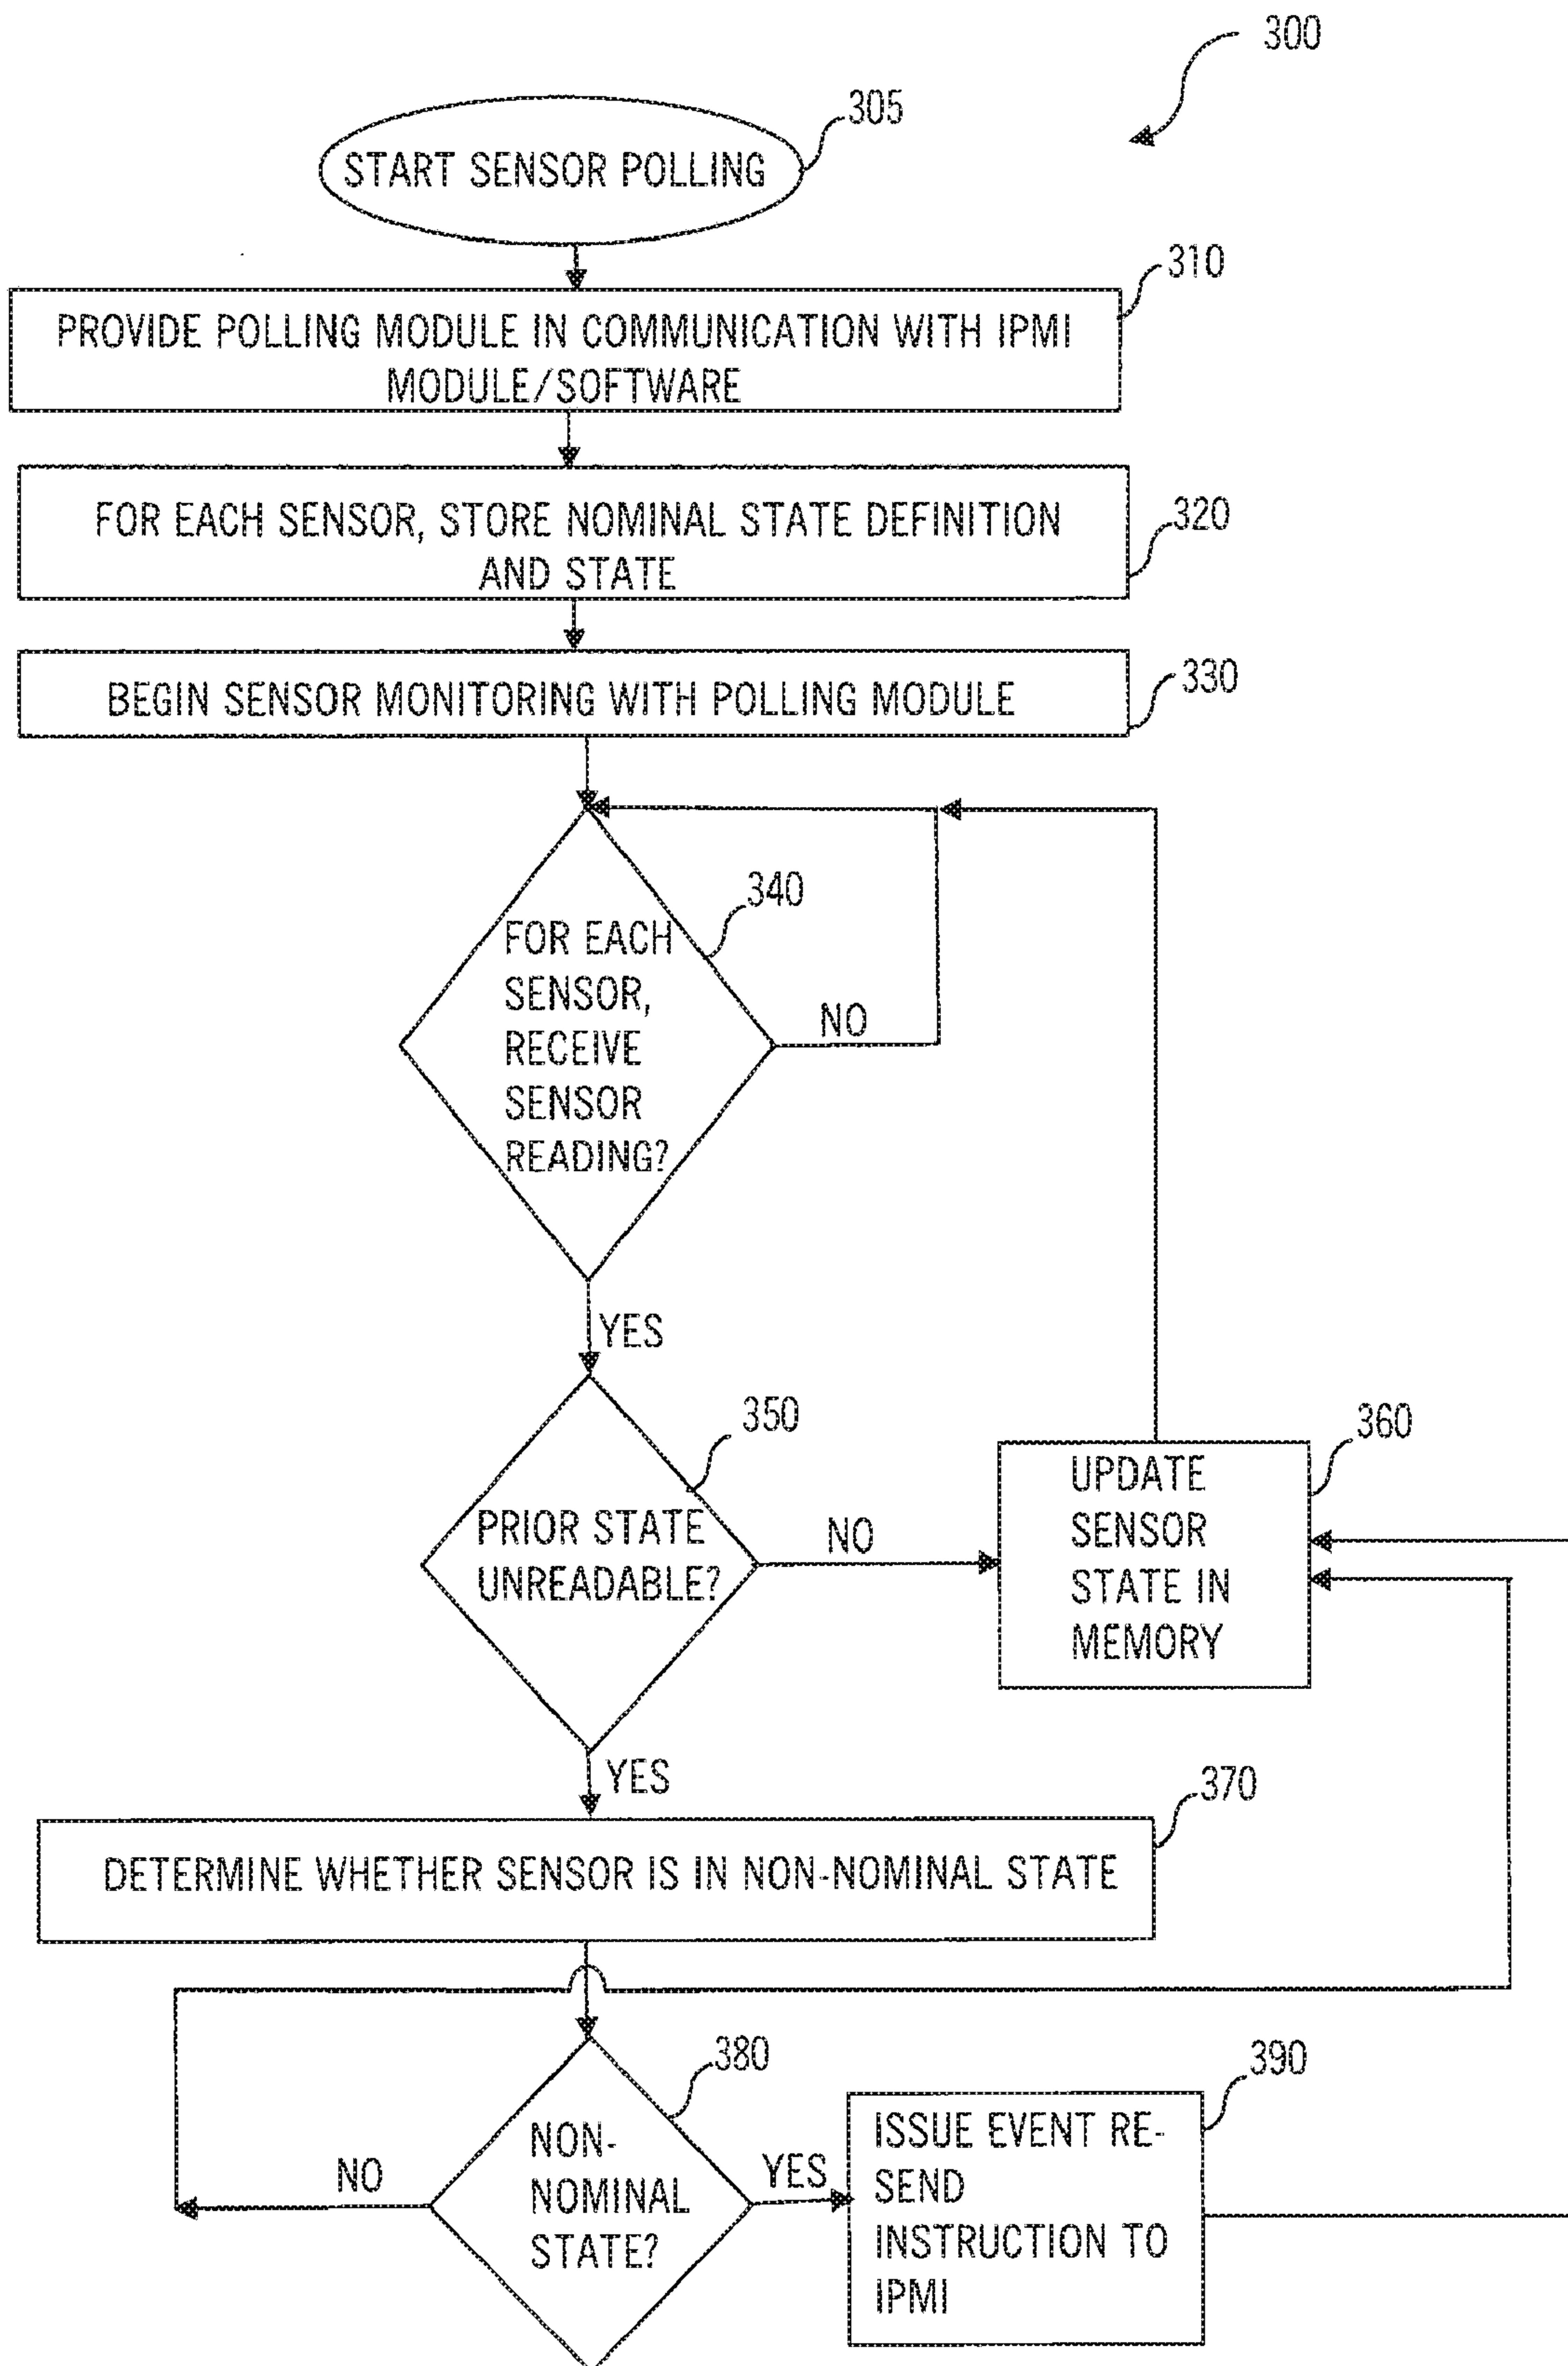 300
305
START SENSOR POLLING
310
PROVIDE POLLING MODULE IN COMMUNICATION WITH IPMI
MODULE/SOFTWARE
FOR EACH SENSOR, STORE NOMINAL STATE DEFINITION
AND STATE
320
BEGIN SENSOR MONITORING WITH POLLING MODULE
330
340
FOR EACH
SENSOR,
RECEIVE
SENSOR
READING?
NO
YES
350
PRIOR STATE
UNREADABLE?
NO
360
UPDATE
SENSOR
STATE IN
MEMORY
YES
370
DETERMINE WHETHER SENSOR IS IN NON-NOMINAL STATE
380
NON-
NOMINAL
STATE?
NO
YES
390
ISSUE EVENT RE-
SEND
INSTRUCTION TO
IPMI